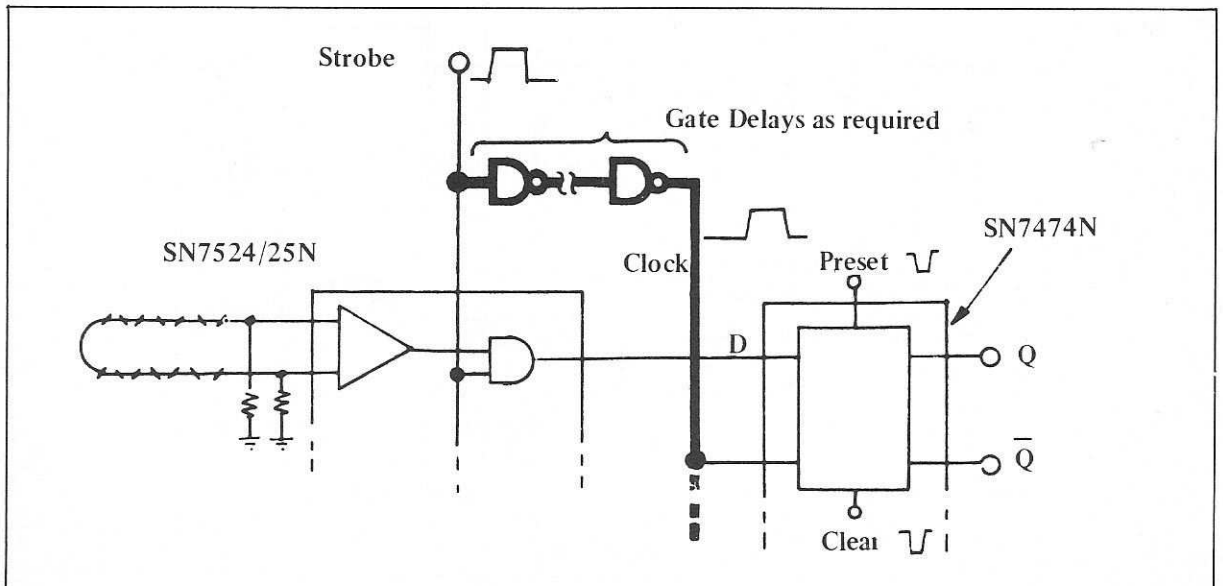 Strobe
Gate Delays as required
SN7524/25N
SN7474N
Clock
Preset
D
Q
Q̅
Clear